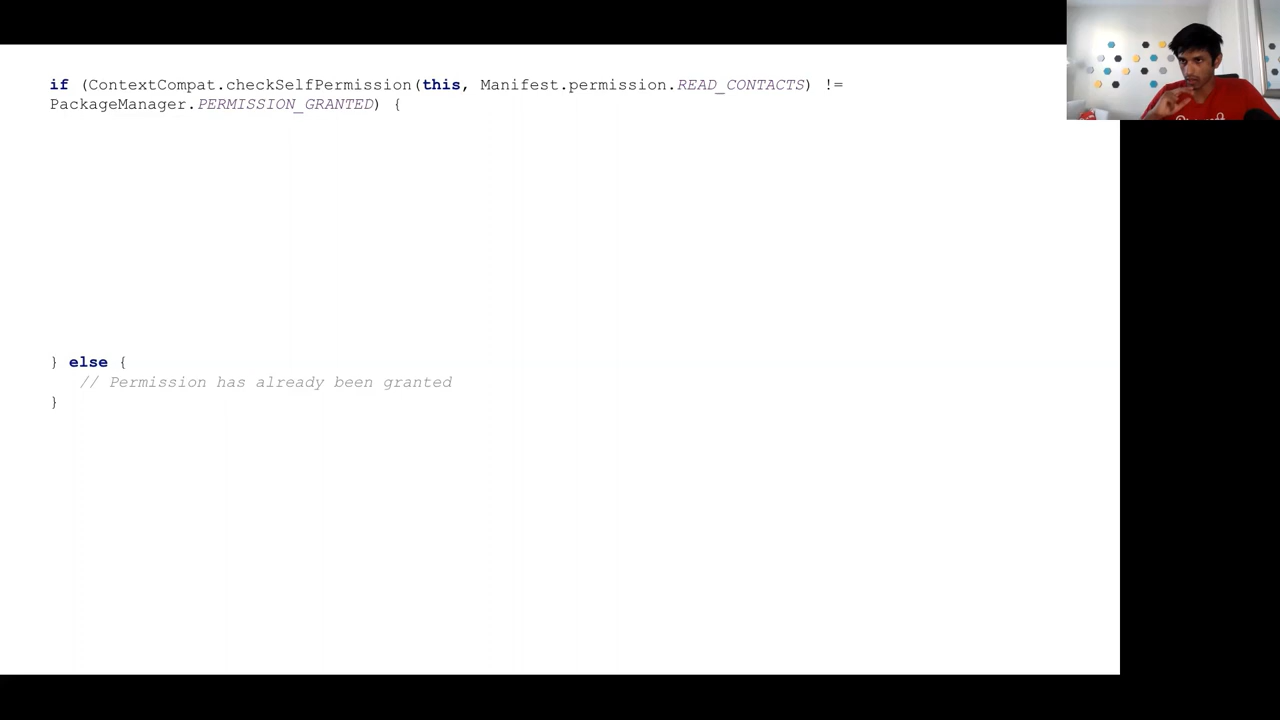 if (ContextCompat.checkSelfPermission(this, Manifest.permission.READ_CONTACTS) !=
PackageManager.PERMISSION_GRANTED) {
} else {
// Permission has already been granted
}